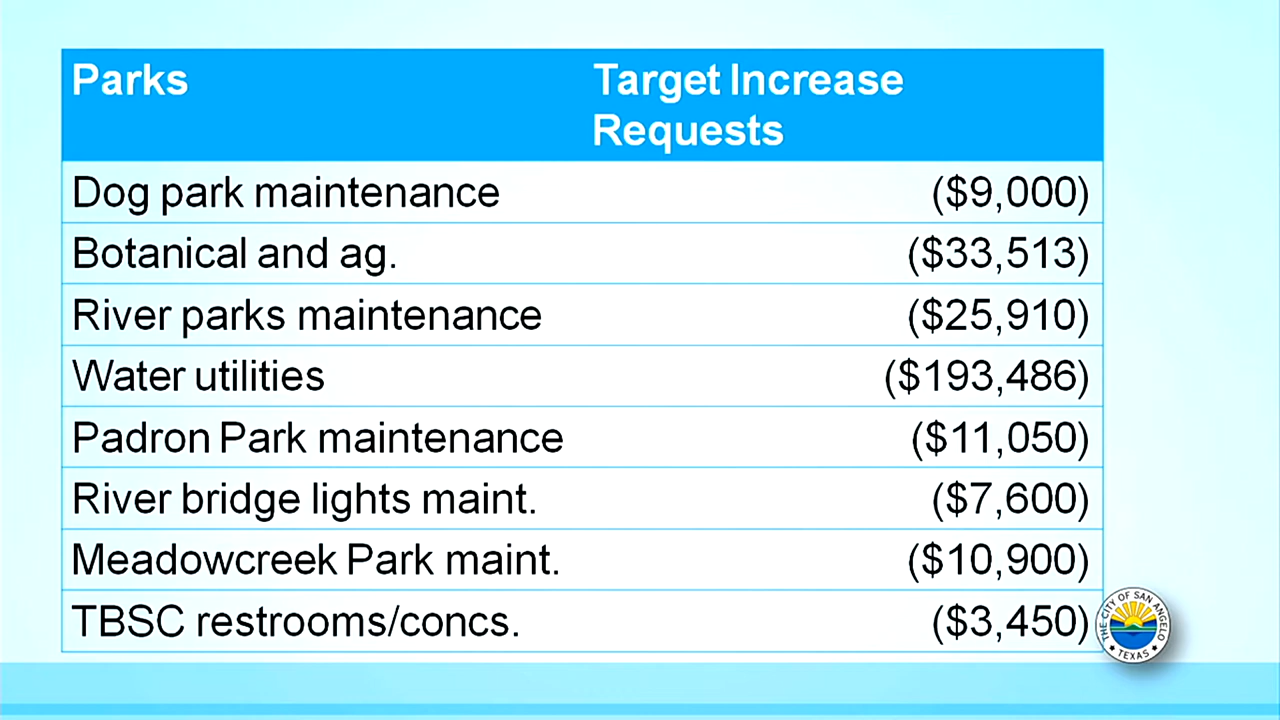 Parks Target Increase
Requests
Dog park maintenance ($9,000)
Botanical and ag. ($33,513)
River parks maintenance ($25,910)
Water utilities ($193,486)
Padron Park maintenance ($11,050)
River bridge lights maint. ($7,600)
Meadowcreek Park maint. ($10,900)
TBSC restrooms/concs. ($3,450)
THE CITY OF SAN ANGELO
TEXAS